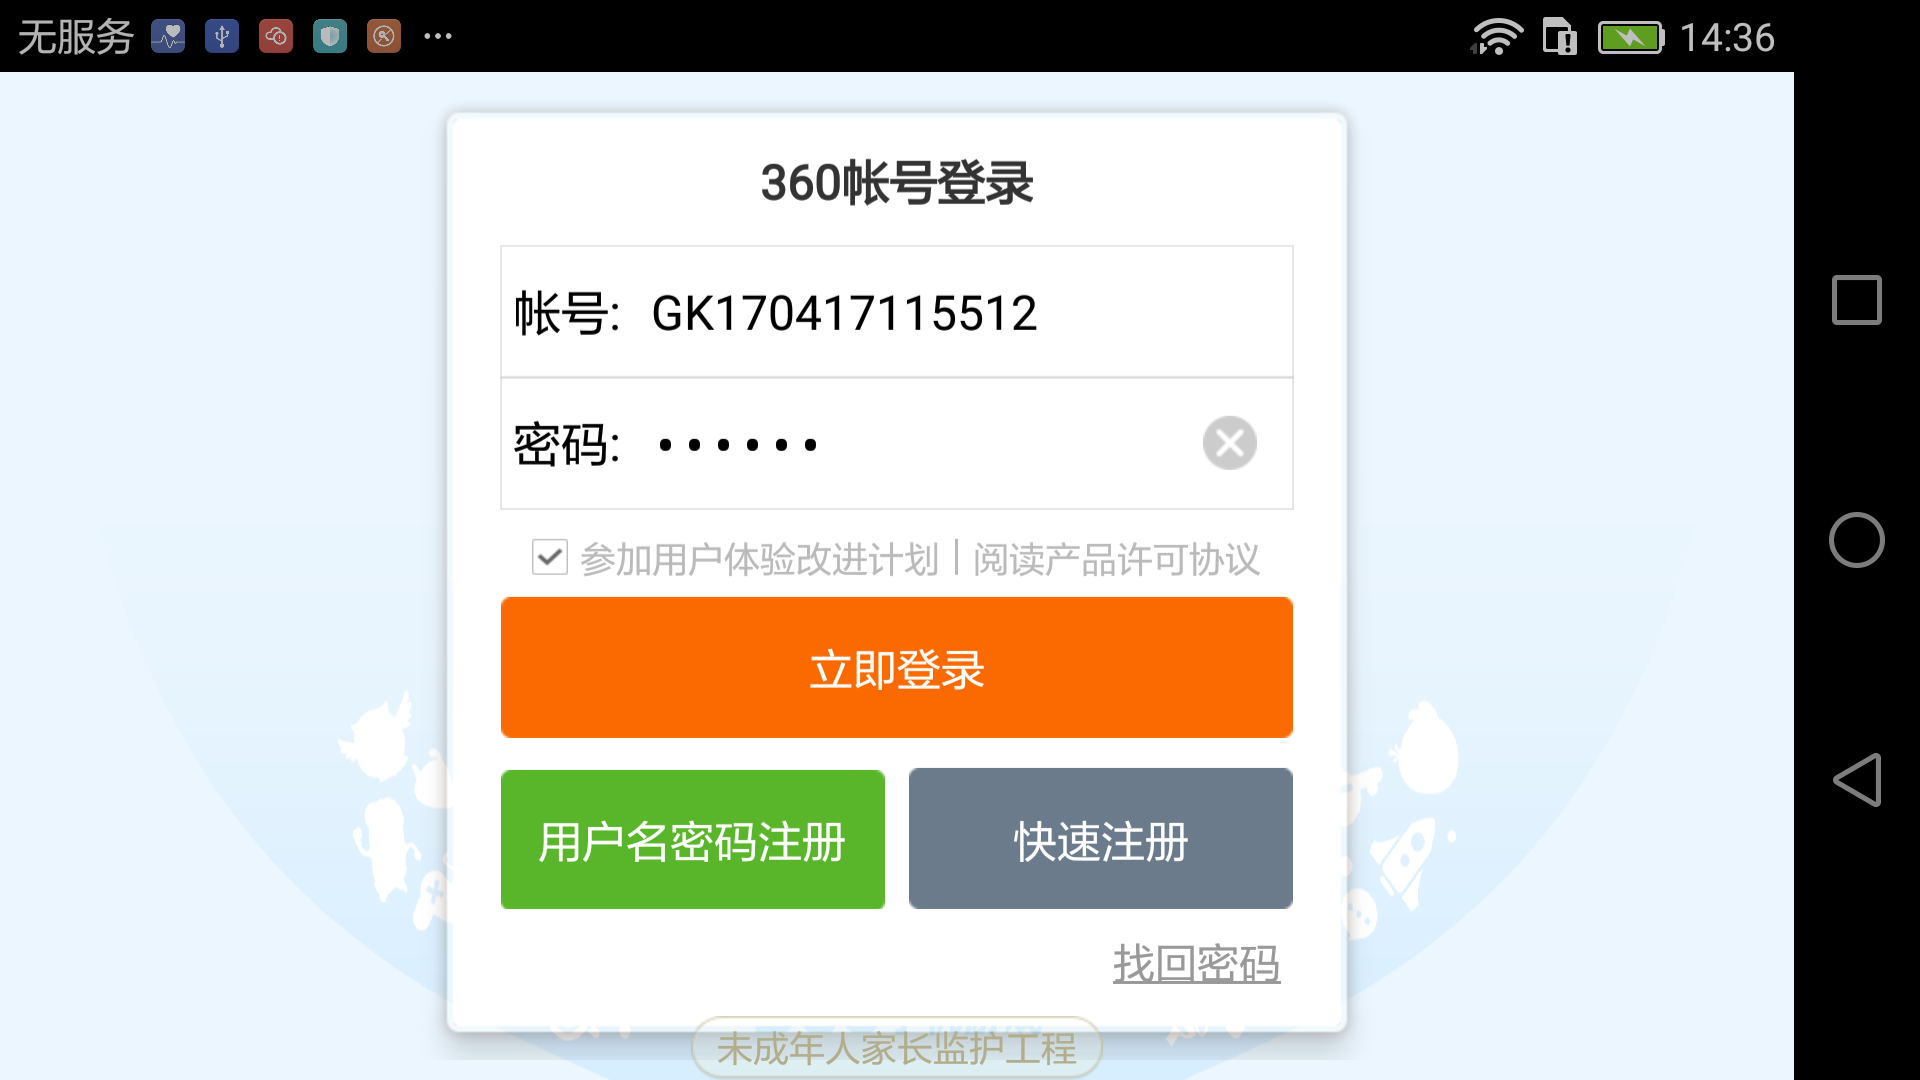 无服务 ... 14:36
360帐号登录
帐号: GK170417115512
密码: ••••••
参加用户体验改进计划 | 阅读产品许可协议
立即登录
用户名密码注册 快速注册
找回密码
未成年人家长监护工程